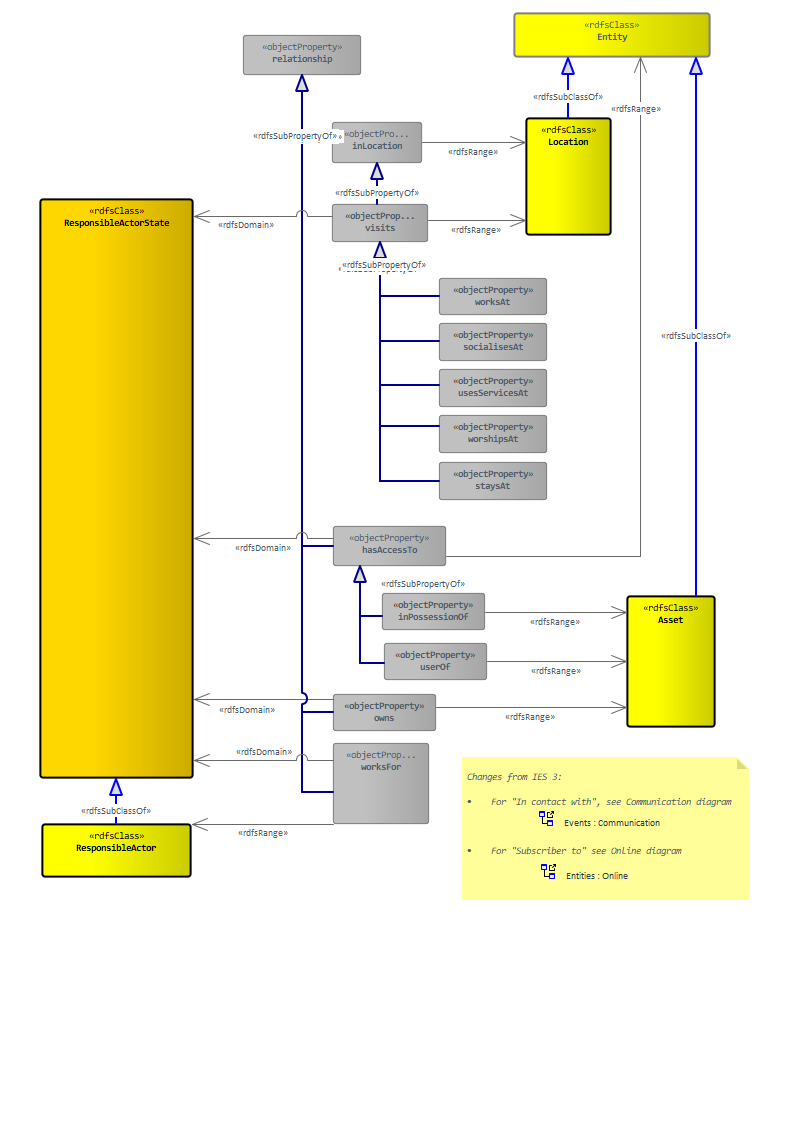 «rdfsClass»
Entity
«objectProperty»
relationship
«rdfsSubClassOf»
«rdfsRange»
«rdfsSubPropertyOf»
«objectPro...
inLocation
«rdfsRange»
«rdfsClass»
Location
«rdfsSubPropertyOf»
«rdfsClass»
ResponsibleActorState
«rdfsDomain»
«objectProp...
visits
«rdfsRange»
«rdfsSubPropertyOf»
«objectProperty»
worksAt
«objectProperty»
socialisesAt
«rdfsSubClassOf»
«objectProperty»
usesServicesAt
«objectProperty»
worshipsAt
«objectProperty»
staysAt
«rdfsDomain»
«objectProperty»
hasAccessTo
«rdfsSubPropertyOf»
«objectProperty»
inPossessionOf
«rdfsRange»
«rdfsClass»
Asset
«objectProperty»
userOf
«rdfsRange»
«rdfsDomain»
«objectProperty»
owns
«rdfsRange»
«rdfsDomain»
«objectProp...
worksFor
«rdfsSubClassOf»
«rdfsRange»
«rdfsClass»
ResponsibleActor
Changes from IES 3:
• For "In contact with", see Communication diagram
Events : Communication
• For "Subscriber to" see Online diagram
Entities : Online